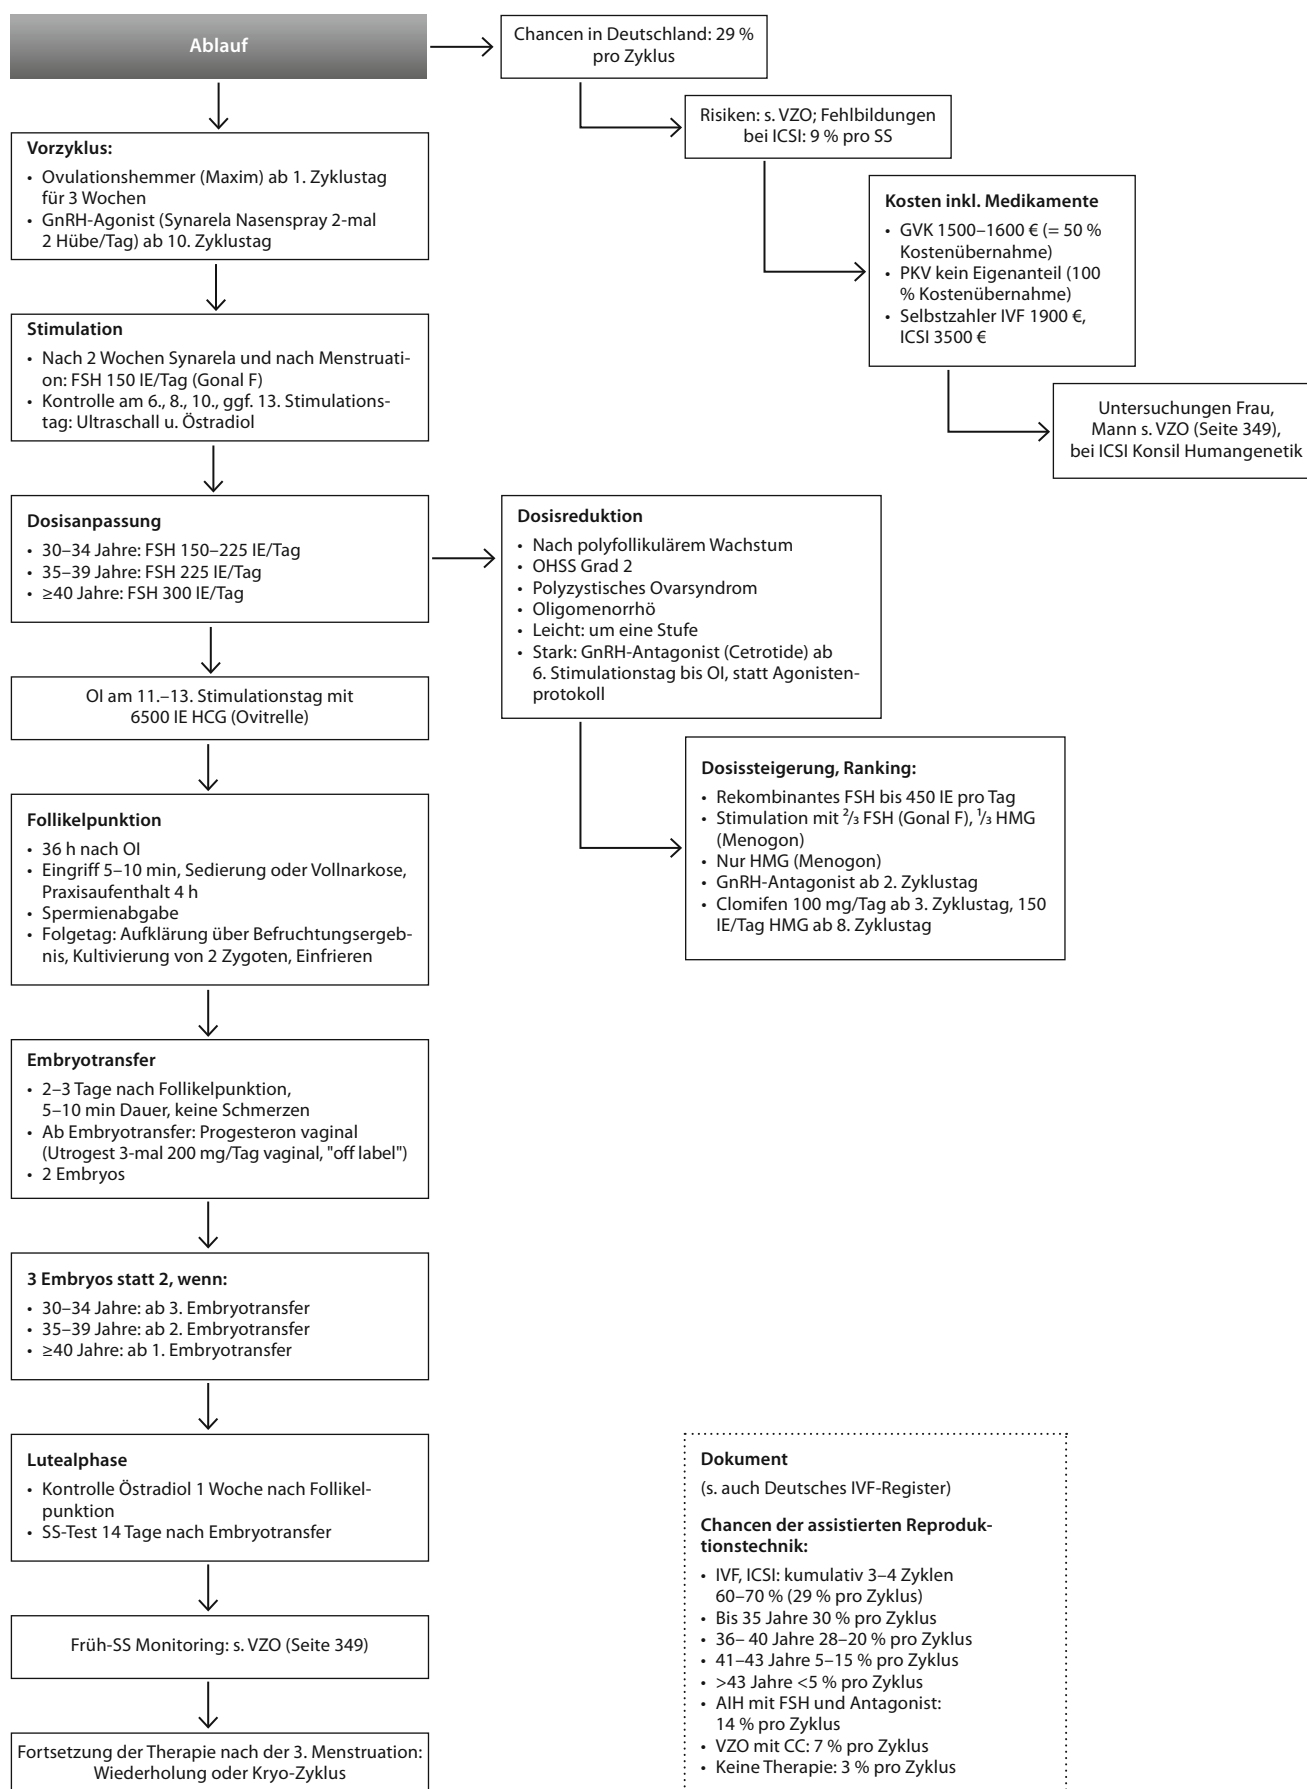 Ablauf
Chancen in Deutschland: 29 %
pro Zyklus
Risiken: s. VZO; Fehlbildungen
bei ICSI: 9 % pro SS
Kosten inkl. Medikamente
• GVK 1500–1600 € (= 50 %
Kostenübernahme)
• PKV kein Eigenanteil (100
% Kostenübernahme)
• Selbstzahler IVF 1900 €,
ICSI 3500 €
Untersuchungen Frau,
Mann s. VZO (Seite 349),
bei ICSI Konsil Humangenetik
Vorzyklus:
• Ovulationshemmer (Maxim) ab 1. Zyklustag
für 3 Wochen
• GnRH-Agonist (Synarela Nasenspray 2-mal
2 Hübe/Tag) ab 10. Zyklustag
Stimulation
• Nach 2 Wochen Synarela und nach Menstruati-
on: FSH 150 IE/Tag (Gonal F)
• Kontrolle am 6., 8., 10., ggf. 13. Stimulations-
tag: Ultraschall u. Östradiol
Dosisanpassung
• 30–34 Jahre: FSH 150–225 IE/Tag
• 35–39 Jahre: FSH 225 IE/Tag
• ≥40 Jahre: FSH 300 IE/Tag
Dosisreduktion
• Nach polyfollikulärem Wachstum
• OHSS Grad 2
• Polyzystisches Ovarsyndrom
• Oligomenorrhö
• Leicht: um eine Stufe
• Stark: GnRH-Antagonist (Cetrotide) ab
6. Stimulationstag bis OI, statt Agonisten-
protokoll
Dosissteigerung, Ranking:
• Rekombinantes FSH bis 450 IE pro Tag
• Stimulation mit ²/₃ FSH (Gonal F), ¹/₃ HMG
(Menogon)
• Nur HMG (Menogon)
• GnRH-Antagonist ab 2. Zyklustag
• Clomifen 100 mg/Tag ab 3. Zyklustag, 150
IE/Tag HMG ab 8. Zyklustag
OI am 11.–13. Stimulationstag mit
6500 IE HCG (Ovitrelle)
Follikelpunktion
• 36 h nach OI
• Eingriff 5–10 min, Sedierung oder Vollnarkose,
Praxisaufenthalt 4 h
• Spermienabgabe
• Folgetag: Aufklärung über Befruchtungsergeb-
nis, Kultivierung von 2 Zygoten, Einfrieren
Embryotransfer
• 2–3 Tage nach Follikelpunktion,
5–10 min Dauer, keine Schmerzen
• Ab Embryotransfer: Progesteron vaginal
(Utrogest 3-mal 200 mg/Tag vaginal, "off label")
• 2 Embryos
3 Embryos statt 2, wenn:
• 30–34 Jahre: ab 3. Embryotransfer
• 35–39 Jahre: ab 2. Embryotransfer
• ≥40 Jahre: ab 1. Embryotransfer
Lutealphase
• Kontrolle Östradiol 1 Woche nach Follikel-
punktion
• SS-Test 14 Tage nach Embryotransfer
Früh-SS Monitoring: s. VZO (Seite 349)
Fortsetzung der Therapie nach der 3. Menstruation:
Wiederholung oder Kryo-Zyklus
Dokument
(s. auch Deutsches IVF-Register)
Chancen der assistierten Reproduk-
tionstechnik:
• IVF, ICSI: kumulativ 3–4 Zyklen
60–70 % (29 % pro Zyklus)
• Bis 35 Jahre 30 % pro Zyklus
• 36– 40 Jahre 28–20 % pro Zyklus
• 41–43 Jahre 5–15 % pro Zyklus
• >43 Jahre <5 % pro Zyklus
• AIH mit FSH und Antagonist:
14 % pro Zyklus
• VZO mit CC: 7 % pro Zyklus
• Keine Therapie: 3 % pro Zyklus